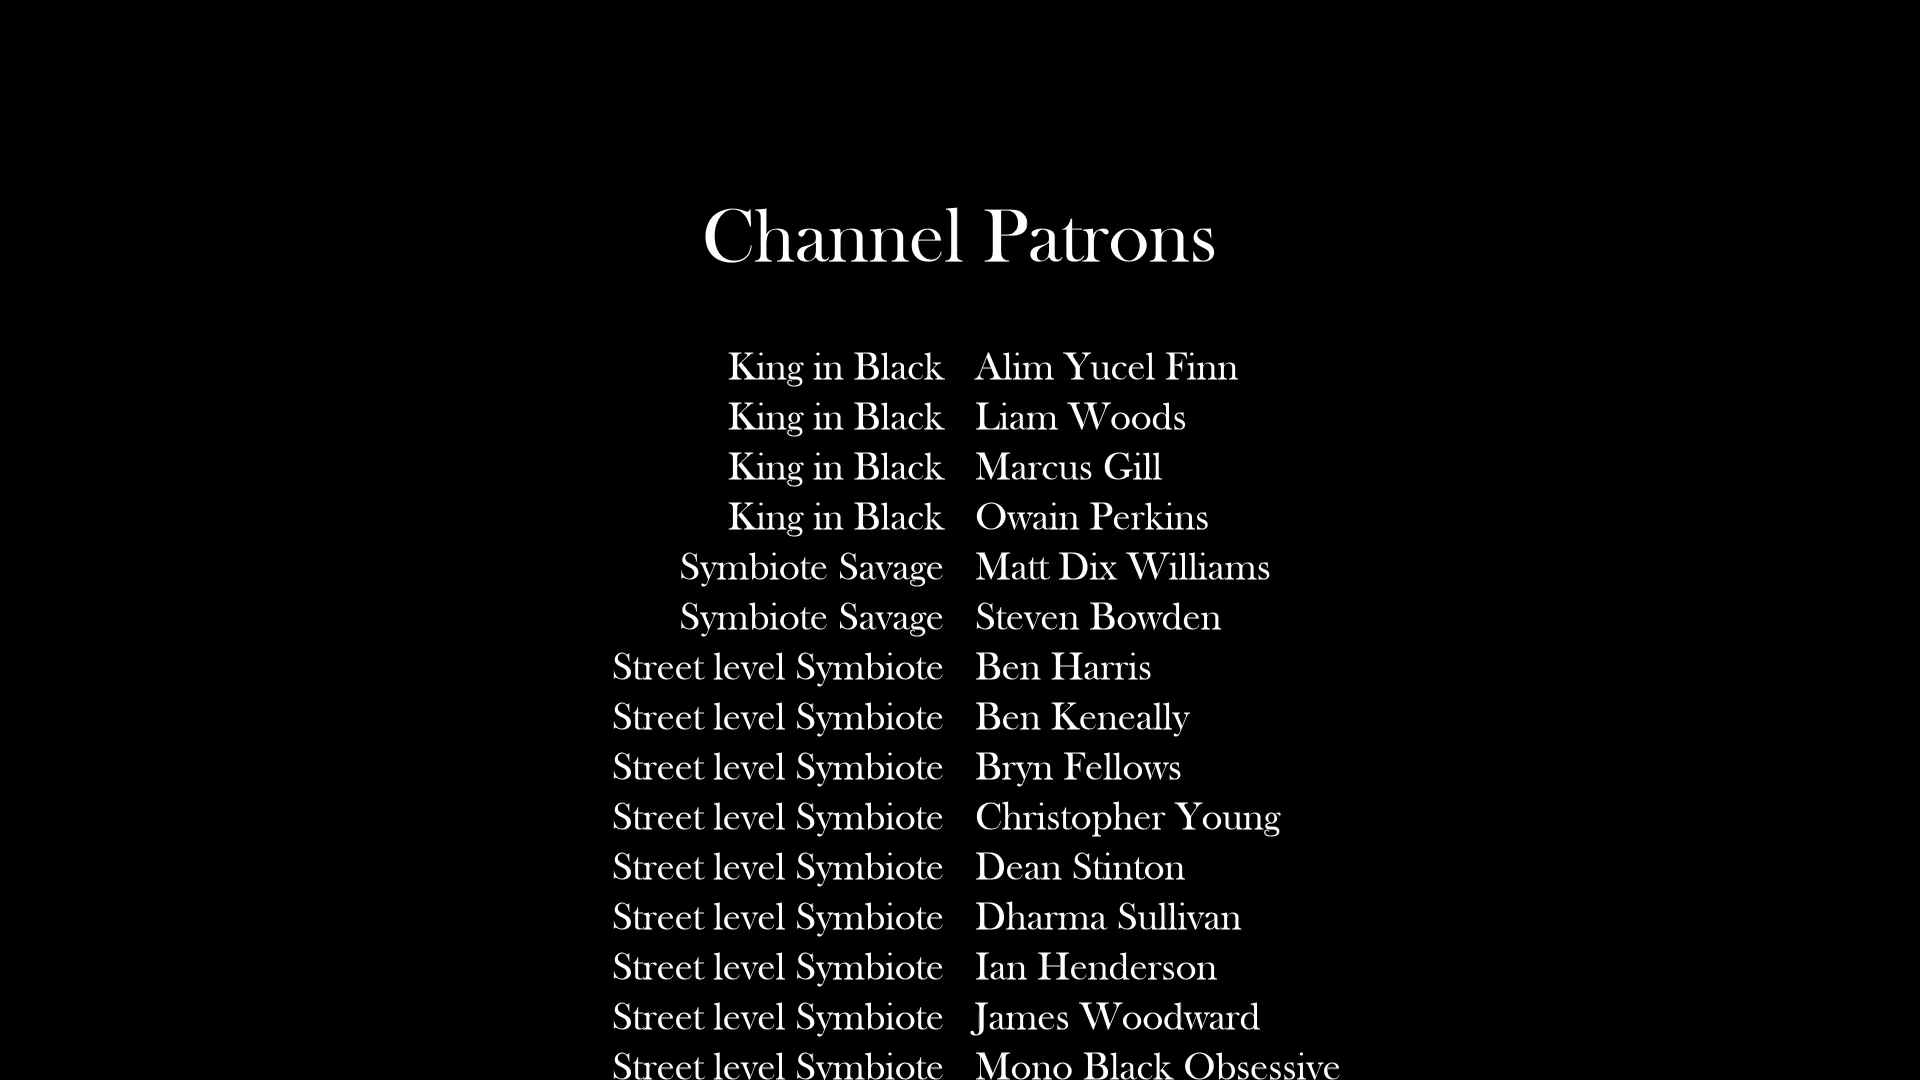 Channel Patrons
King in Black Alim Yucel Finn
King in Black Liam Woods
King in Black Marcus Gill
King in Black Owain Perkins
Symbiote Savage Matt Dix Williams
Symbiote Savage Steven Bowden
Street level Symbiote Ben Harris
Street level Symbiote Ben Keneally
Street level Symbiote Bryn Fellows
Street level Symbiote Christopher Young
Street level Symbiote Dean Stinton
Street level Symbiote Dharma Sullivan
Street level Symbiote Ian Henderson
Street level Symbiote James Woodward
Street level Symbiote Mono Black Obsessive